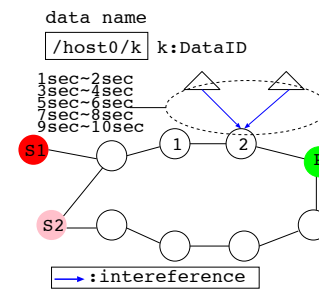 data name
/host0/k k:DataID
1sec~2sec
3sec~4sec
5sec~6sec
7sec~8sec
9sec~10sec
S1
1
2
S2
:intereference